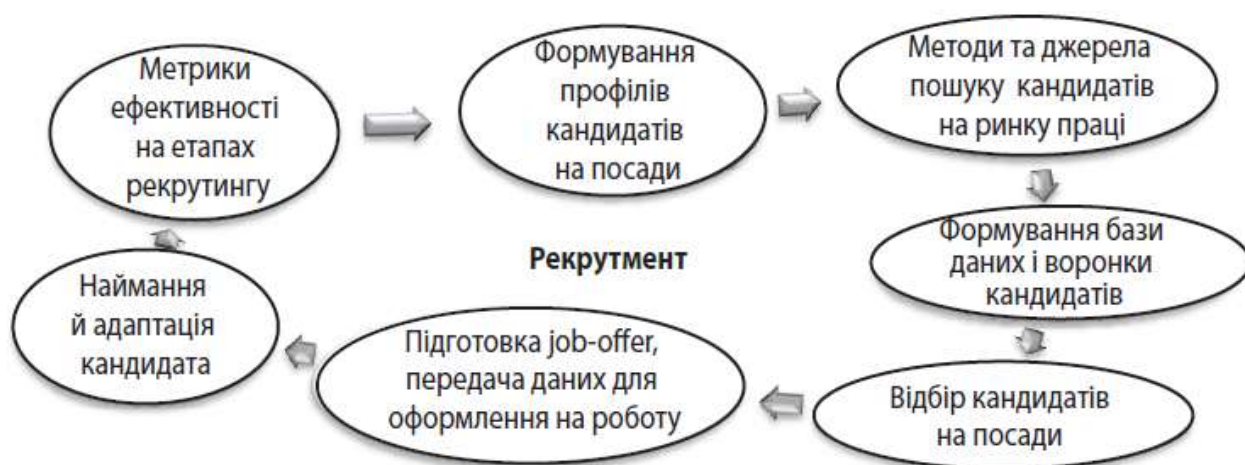 Метрики
ефективності
на етапах
рекрутингу
Формування
профілів
кандидатів
на посади
Методи та джерела
пошуку кандидатів
на ринку праці
Формування бази
даних і воронки
кандидатів
Рекрутмент
Наймання
й адаптація
кандидата
Підготовка job-offer,
передача даних для
оформлення на роботу
Відбір кандидатів
на посади